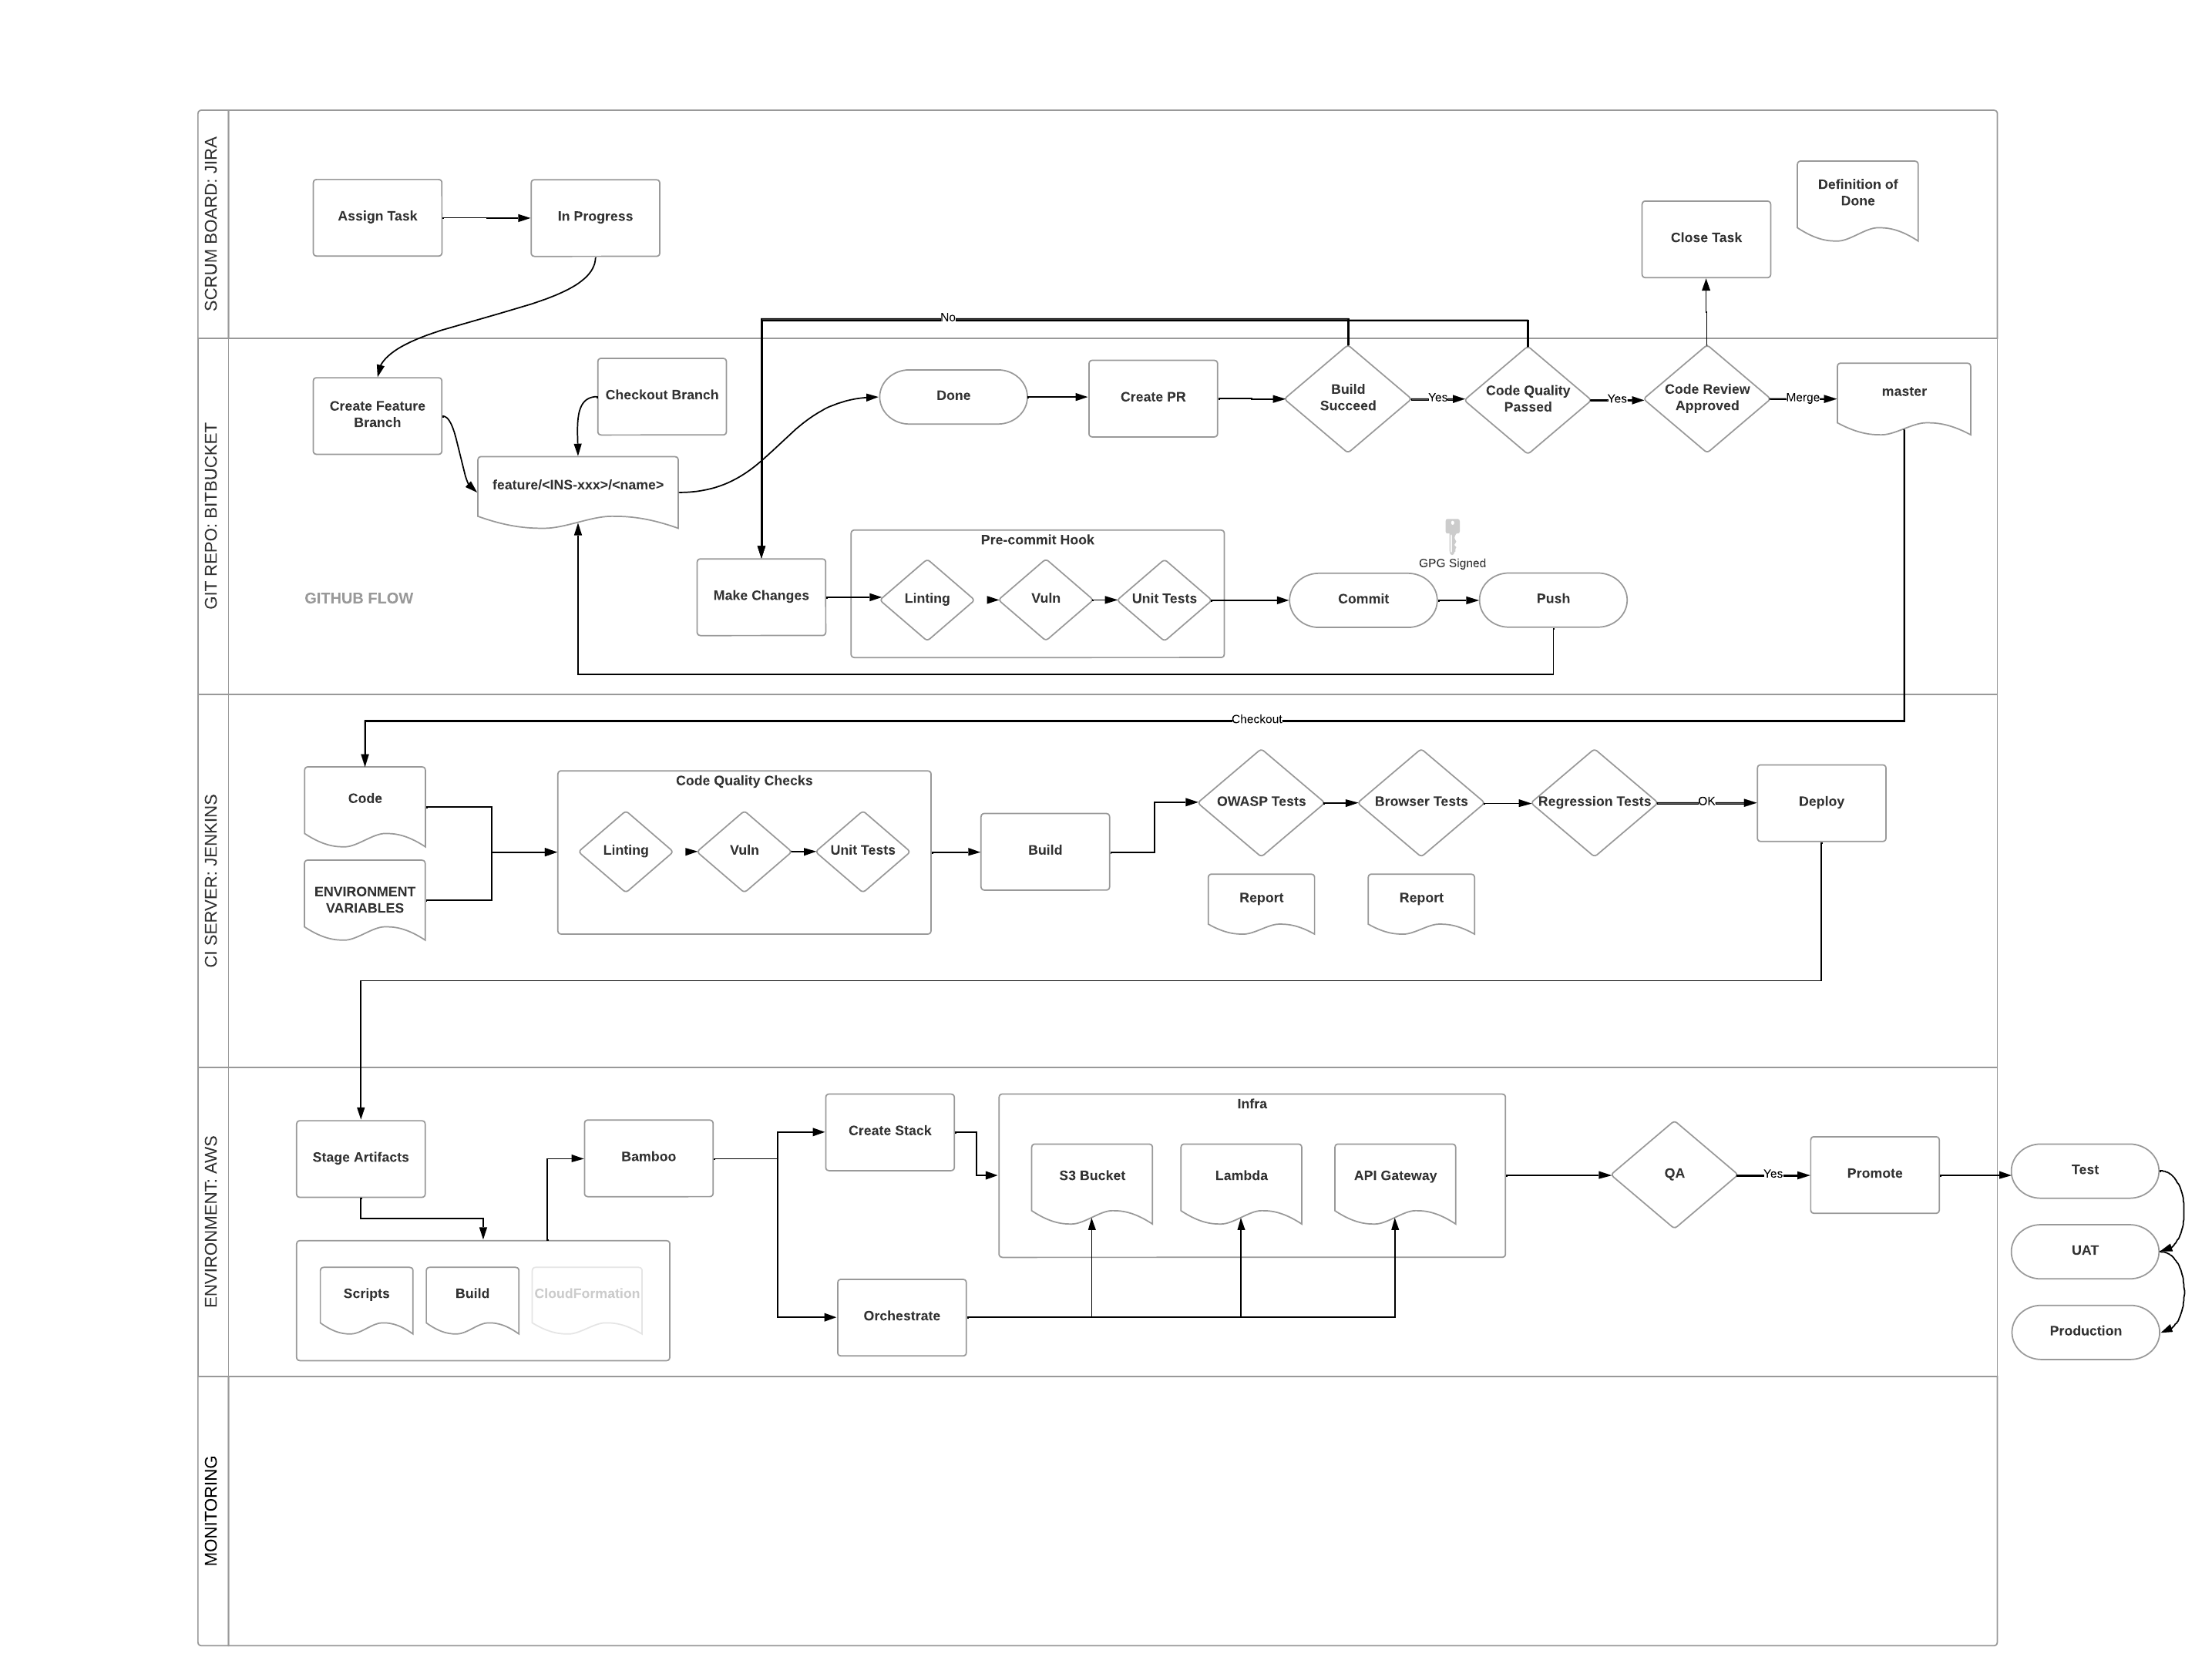 SCRUM BOARD: JIRA
Assign Task
In Progress
Close Task
Definition of
Done
No
GIT REPO: BITBUCKET
Create Feature
Branch
Checkout Branch
feature/<INS-xxx>/<name>
Done
Create PR
Build
Succeed
Yes
Code Quality
Passed
Yes
Code Review
Approved
Merge
master
GITHUB FLOW
Make Changes
Pre-commit Hook
Linting
Vuln
Unit Tests
GPG Signed
Commit
Push
CI SERVER: JENKINS
Checkout
Code
ENVIRONMENT
VARIABLES
Code Quality Checks
Linting
Vuln
Unit Tests
Build
OWASP Tests
Browser Tests
Regression Tests
OK
Deploy
Report
Report
ENVIRONMENT: AWS
Stage Artifacts
Scripts
Build
CloudFormation
Bamboo
Create Stack
Orchestrate
Infra
S3 Bucket
Lambda
API Gateway
QA
Yes
Promote
Test
UAT
Production
MONITORING